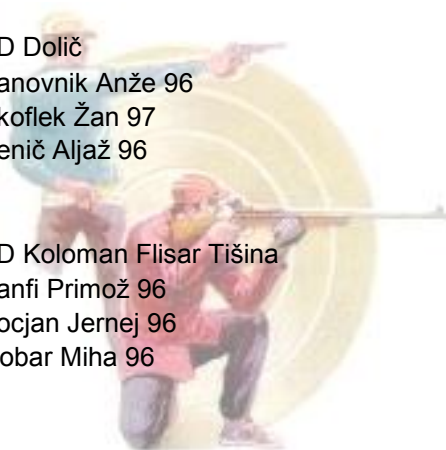 D Dolič
anovnik Anže 96
koflek Žan 97
enič Aljaž 96
D Koloman Flisar Tišina
anfi Primož 96
ocjan Jernej 96
obar Miha 96